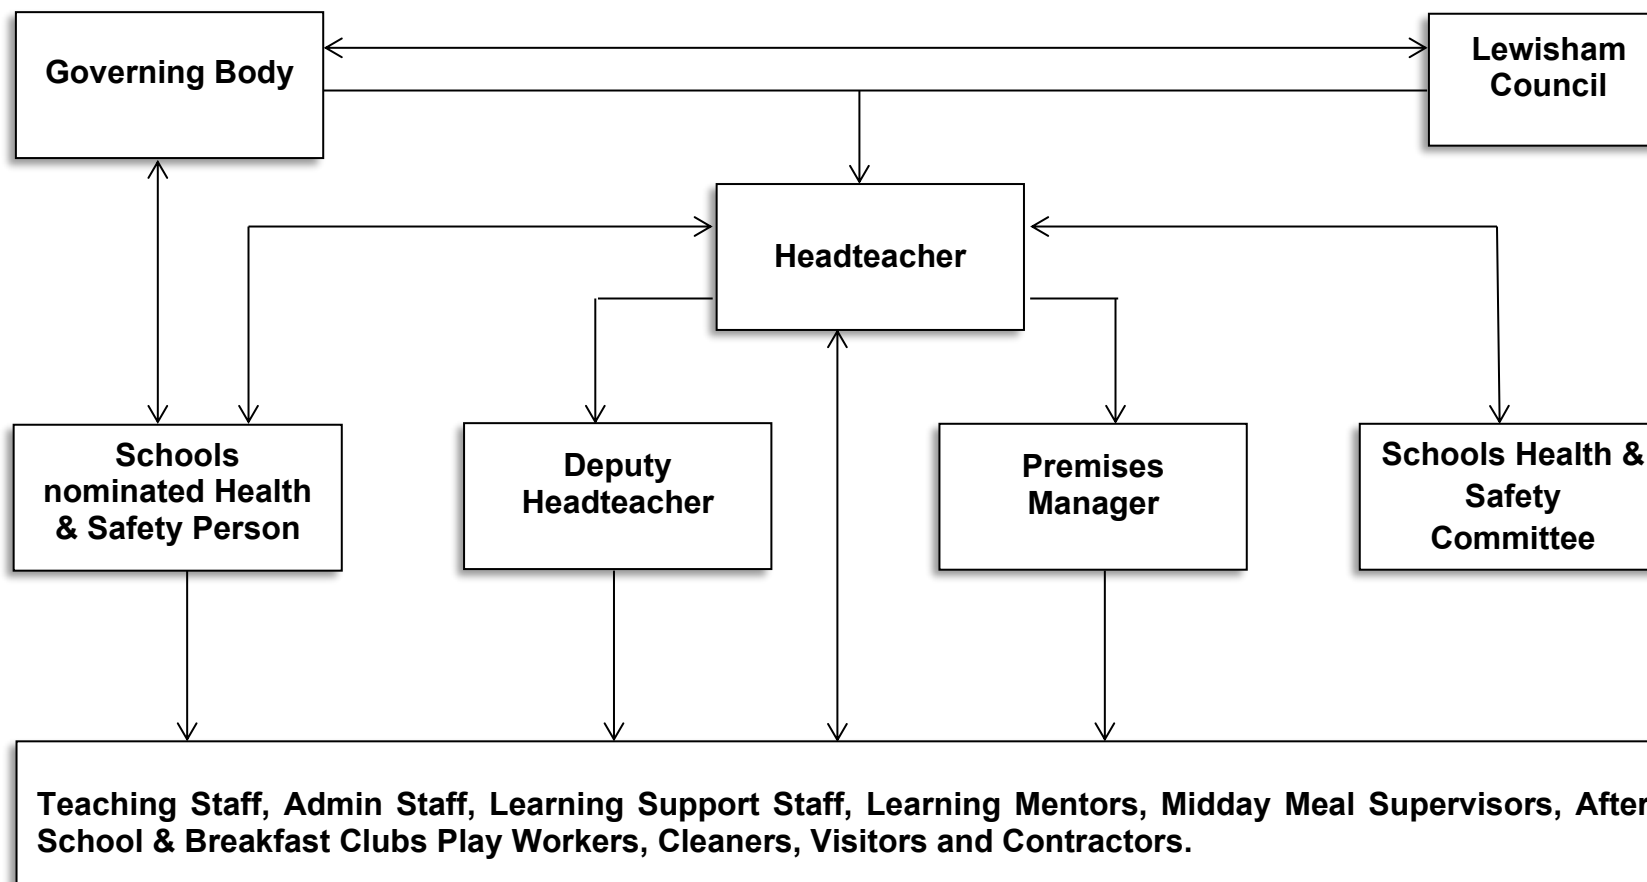 Governing Body
Lewisham
Council
Headteacher
Schools
nominated Health
& Safety Person
Deputy
Headteacher
Premises
Manager
Schools Health &
Safety
Committee
Teaching Staff, Admin Staff, Learning Support Staff, Learning Mentors, Midday Meal Supervisors, After
School & Breakfast Clubs Play Workers, Cleaners, Visitors and Contractors.